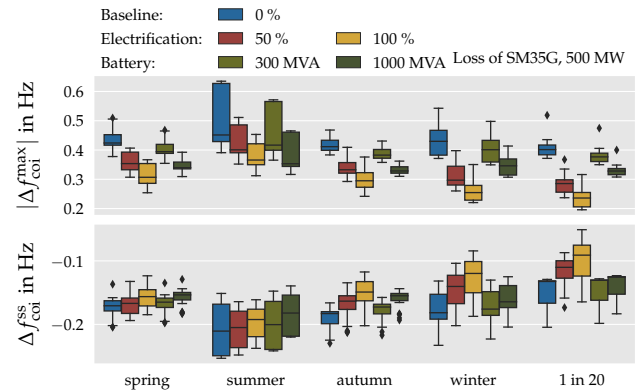 Baseline: 0 %
Electrification: 50 % 100 %
Battery: 300 MVA 1000 MVA
Loss of SM35G, 500 MW
|Δf_coi^max| in Hz
0.6
0.5
0.4
0.3
0.2
Δf_coi^ss in Hz
−0.1
−0.2
spring summer autumn winter 1 in 20